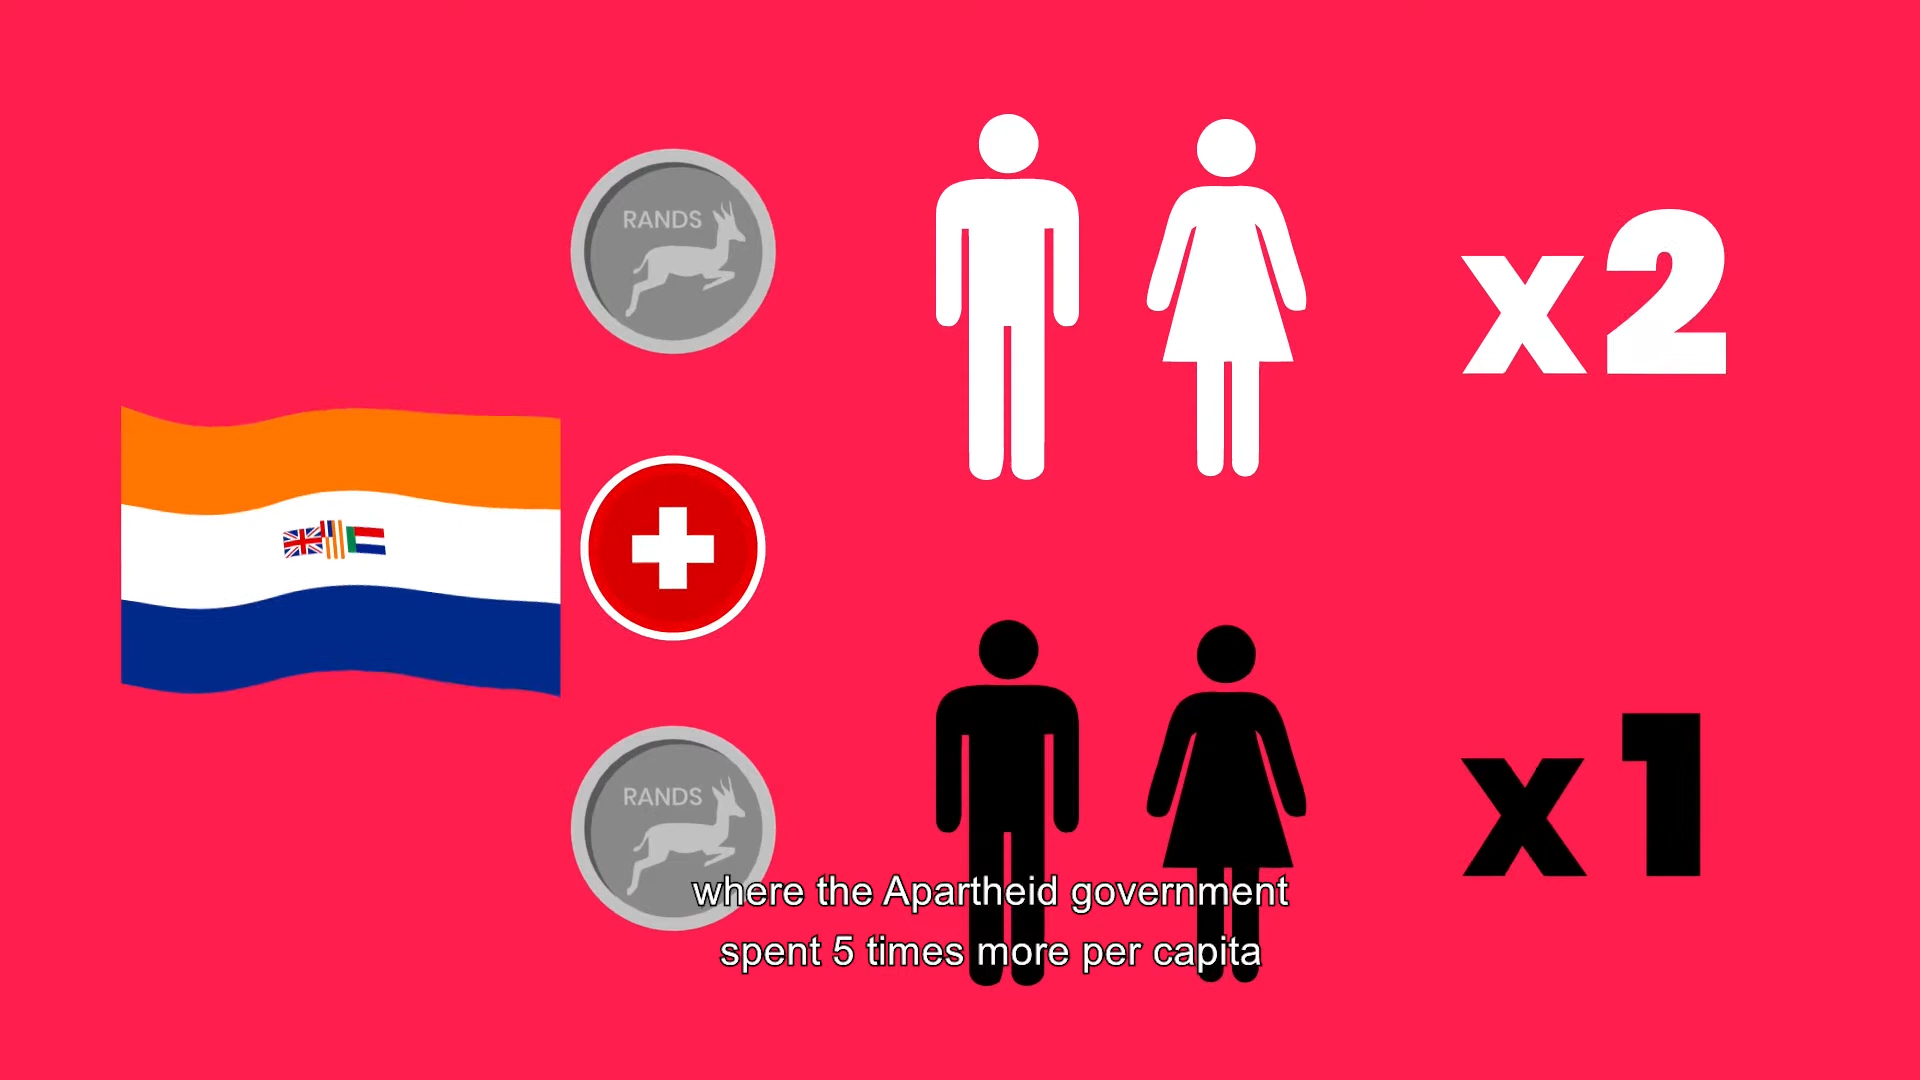 RANDS
x2
RANDS
x1
where the Apartheid government
spent 5 times more per capita